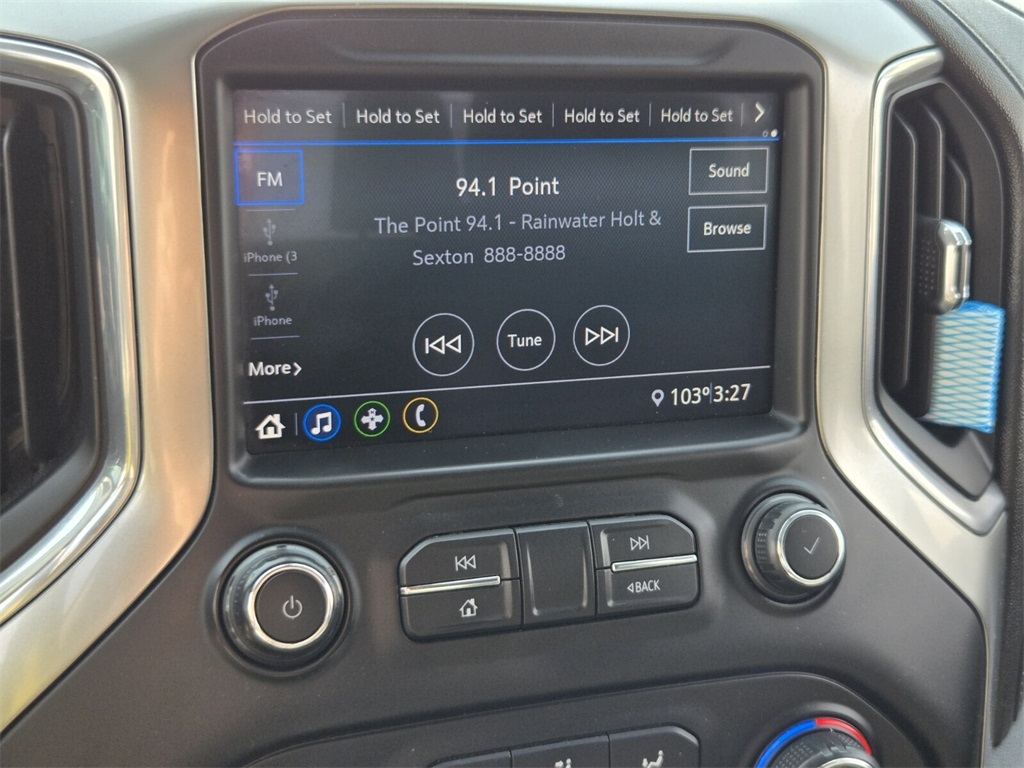 Hold to Set Hold to Set Hold to Set Hold to Set Hold to Set
FM
94.1 Point
Sound
The Point 94.1 - Rainwater Holt &
Sexton 888-8888
Browse
iPhone (3
iPhone
Tune
More
103° 3:27
BACK